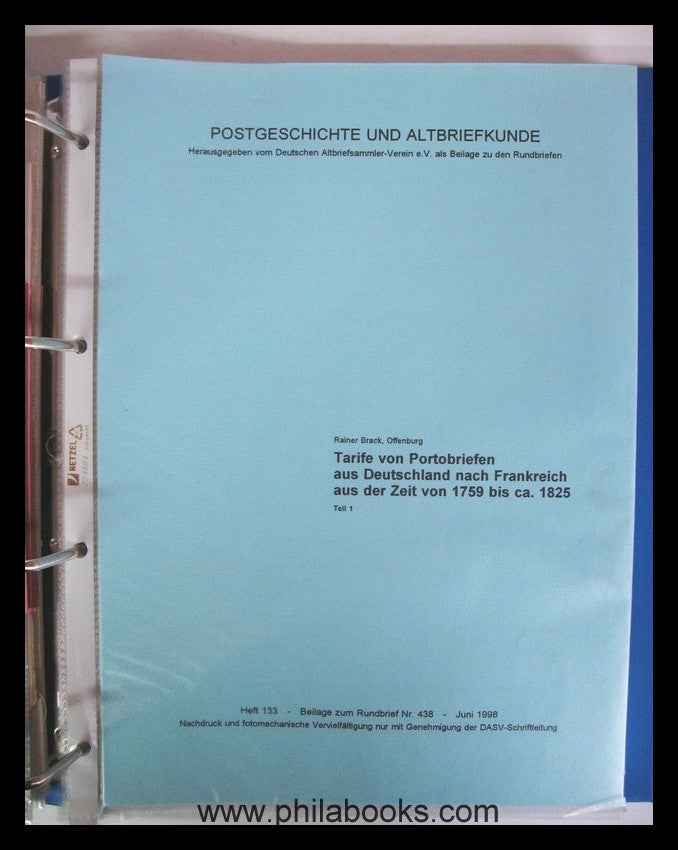 POSTGESCHICHTE UND ALTBRIEFKUNDE
Herausgegeben vom Deutschen Altbriefsammler-Verein e.V. als Beilage zu den Rundbriefen
Rainer Brack, Offenburg
Tarife von Portobriefen
aus Deutschland nach Frankreich
aus der Zeit von 1759 bis ca. 1825
Teil 1
Heft 133 - Beilage zum Rundbrief Nr. 438 - Juni 1998
Nachdruck und fotomechanische Vervielfältigung nur mit Genehmigung der DASV-Schriftleitung
HETZEL
www.philabooks.com